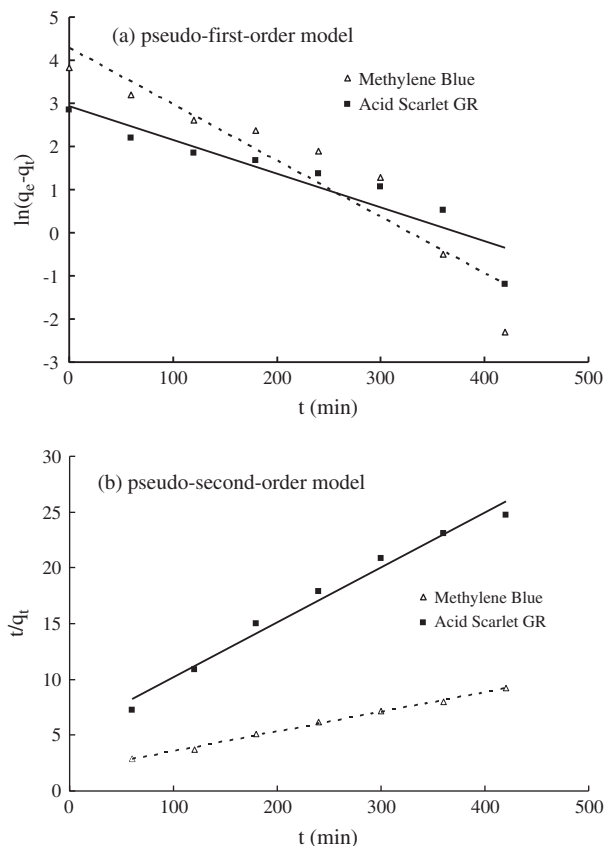 (a) pseudo-first-order model
Methylene Blue
Acid Scarlet GR
ln(qe-qt)
5
4
3
2
1
0
-1
-2
-3
0 100 200 300 400 500
t (min)
(b) pseudo-second-order model
Methylene Blue
Acid Scarlet GR
t/qt
30
25
20
15
10
5
0
0 100 200 300 400 500
t (min)